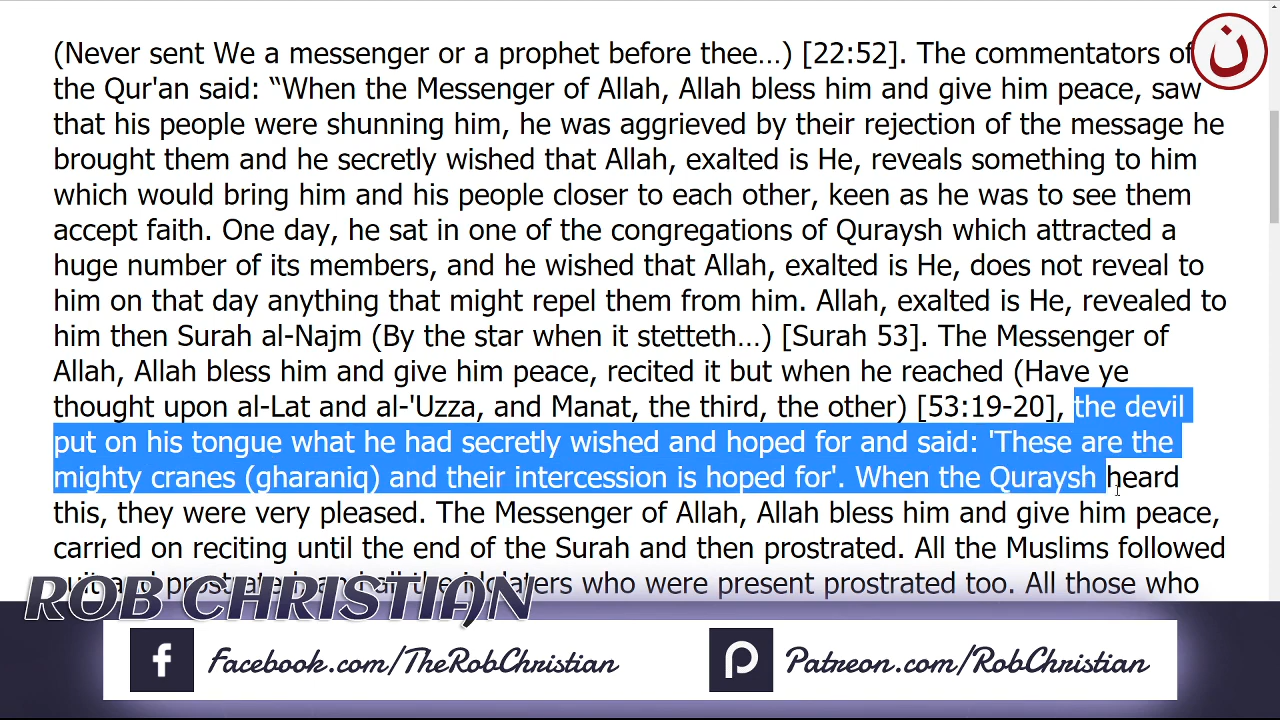 (Never sent We a messenger or a prophet before thee…) [22:52]. The commentators of
the Qur'an said: “When the Messenger of Allah, Allah bless him and give him peace, saw
that his people were shunning him, he was aggrieved by their rejection of the message he
brought them and he secretly wished that Allah, exalted is He, reveals something to him
which would bring him and his people closer to each other, keen as he was to see them
accept faith. One day, he sat in one of the congregations of Quraysh which attracted a
huge number of its members, and he wished that Allah, exalted is He, does not reveal to
him on that day anything that might repel them from him. Allah, exalted is He, revealed to
him then Surah al-Najm (By the star when it stetteth…) [Surah 53]. The Messenger of
Allah, Allah bless him and give him peace, recited it but when he reached (Have ye
thought upon al-Lat and al-'Uzza, and Manat, the third, the other) [53:19-20], the devil
put on his tongue what he had secretly wished and hoped for and said: 'These are the
mighty cranes (gharaniq) and their intercession is hoped for'. When the Quraysh heard
this, they were very pleased. The Messenger of Allah, Allah bless him and give him peace,
carried on reciting until the end of the Surah and then prostrated. All the Muslims followed
prostrated all the idolaters who were present prostrated too. All those who
ن
ROB CHRISTIAN
f Facebook.com/TheRobChristian
Patreon.com/RobChristian